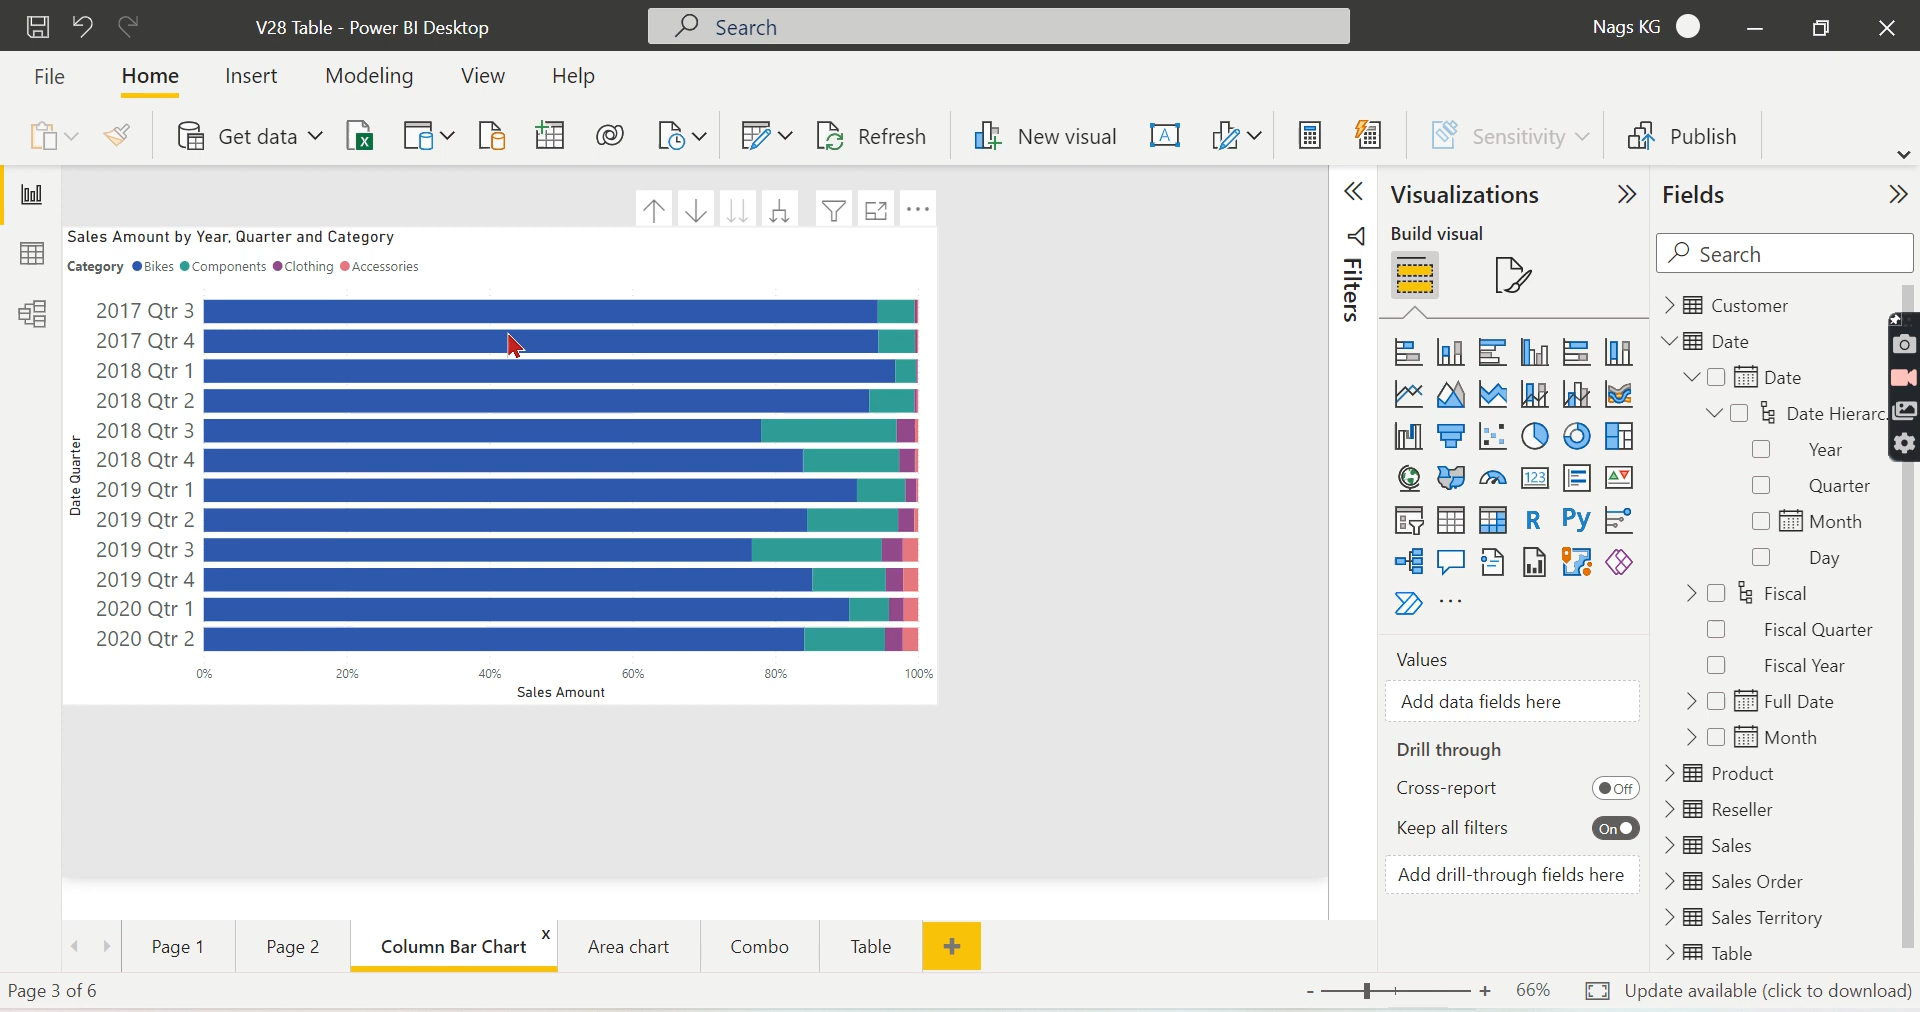 V28 Table - Power BI Desktop
Search
Nags KG
File Home Insert Modeling View Help
Get data
Refresh
New visual
A
Sensitivity
Publish
Sales Amount by Year, Quarter and Category
Category Bikes Components Clothing Accessories
Date Quarter
2017 Qtr 3
2017 Qtr 4
2018 Qtr 1
2018 Qtr 2
2018 Qtr 3
2018 Qtr 4
2019 Qtr 1
2019 Qtr 2
2019 Qtr 3
2019 Qtr 4
2020 Qtr 1
2020 Qtr 2
0% 20% 40% 60% 80% 100%
Sales Amount
Filters
Visualizations
Build visual
123
R Py
Values
Add data fields here
Drill through
Cross-report Off
Keep all filters On
Add drill-through fields here
Fields
Search
Customer
Date
Date
Date Hierarc.
Year
Quarter
Month
Day
Fiscal
Fiscal Quarter
Fiscal Year
Full Date
Month
Product
Reseller
Sales
Sales Order
Sales Territory
Table
Page 1 Page 2 Column Bar Chart x Area chart Combo Table +
Page 3 of 6
- + 66% Update available (click to download)